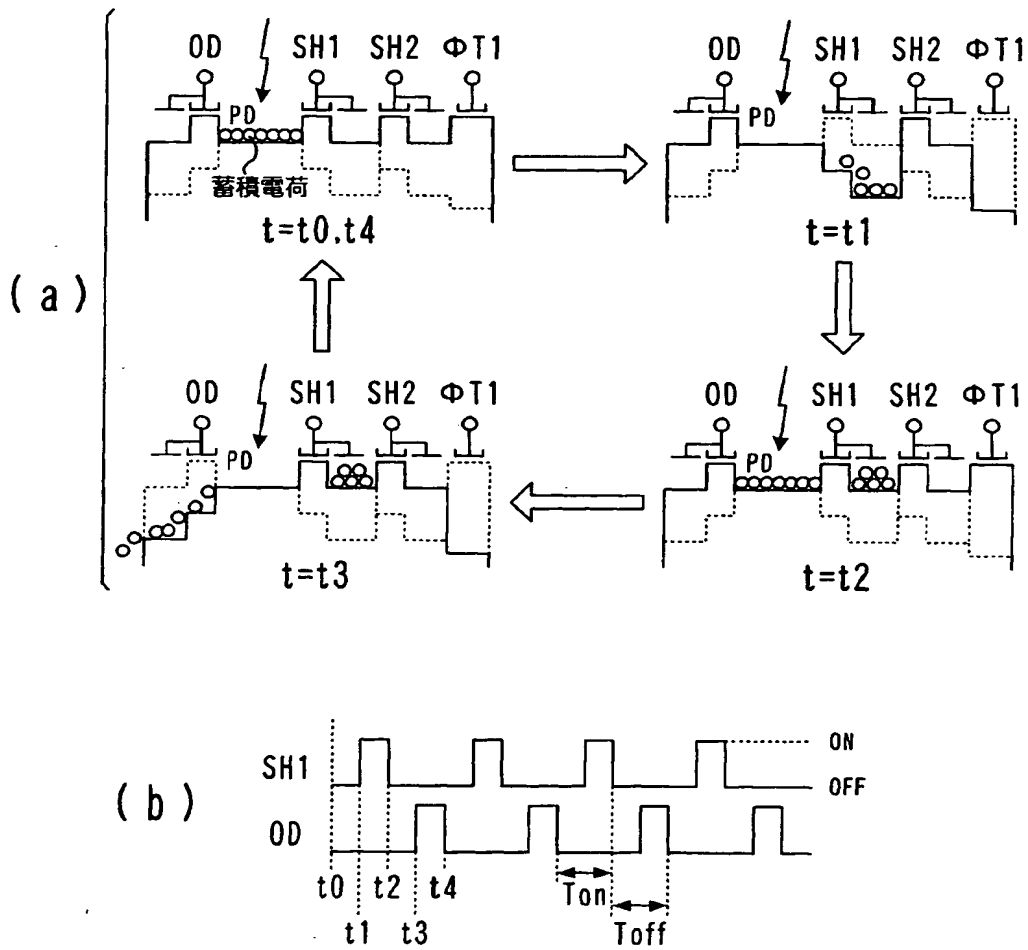 (a)
OD SH1 SH2 ΦT1
PD
蓄積電荷
t=t0,t4
OD SH1 SH2 ΦT1
PD
t=t1
OD SH1 SH2 ΦT1
PD
t=t3
OD SH1 SH2 ΦT1
PD
t=t2
(b)
SH1
ON
OFF
OD
t0 t2 t4 Ton
t1 t3 Toff